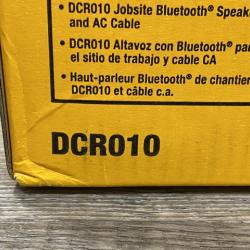 • DCR010 Jobsite Bluetooth® Speak
and AC Cable
• DCR010 Altavoz con Bluetooth® par
el sitio de trabajo y cable CA
• Haut-parleur Bluetooth® de chantier
DCR010 et câble c.a.
DCR010